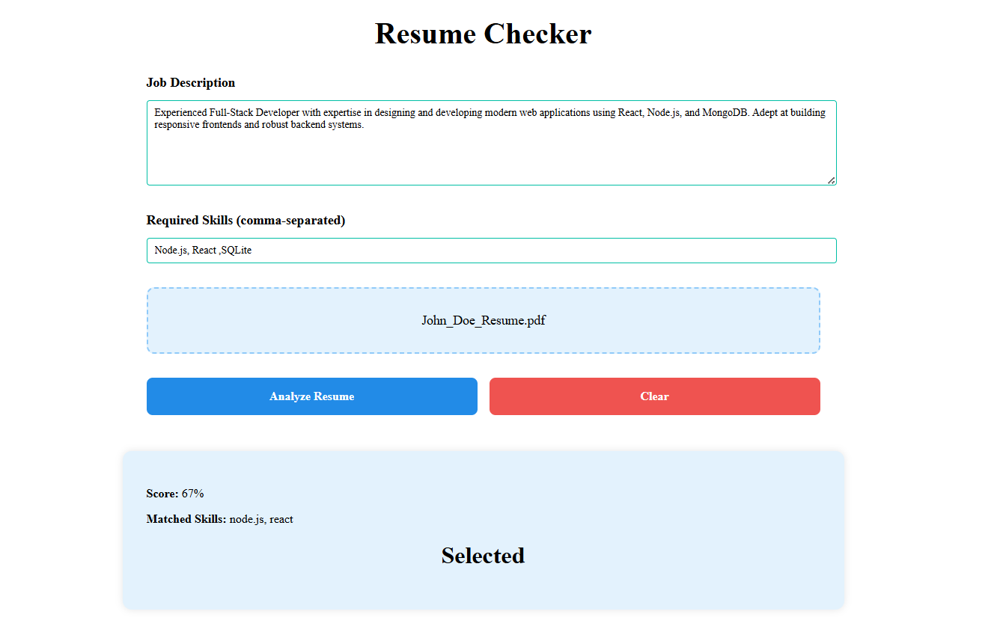 Resume Checker
Job Description
Experienced Full-Stack Developer with expertise in designing and developing modern web applications using React, Node.js, and MongoDB. Adept at building
responsive frontends and robust backend systems.
Required Skills (comma-separated)
Node.js, React ,SQLite
John_Doe_Resume.pdf
Analyze Resume Clear
Score: 67%
Matched Skills: node.js, react
Selected